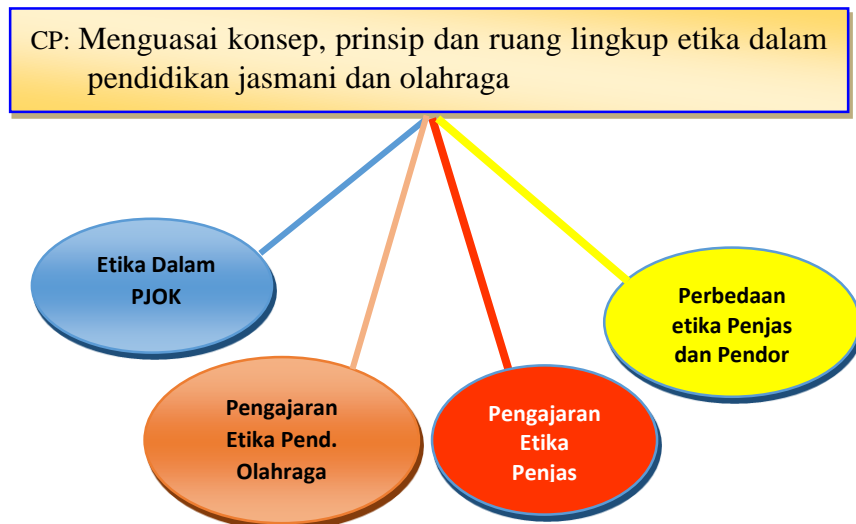 CP: Menguasai konsep, prinsip dan ruang lingkup etika dalam
pendidikan jasmani dan olahraga
Etika Dalam
PJOK
Pengajaran
Etika Pend.
Olahraga
Pengajaran
Etika
Penjas
Perbedaan
etika Penjas
dan Pendor